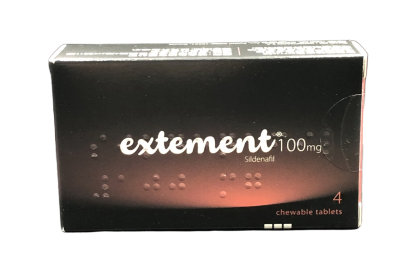 extement 100mg
Sildenafil
4
chewable tablets